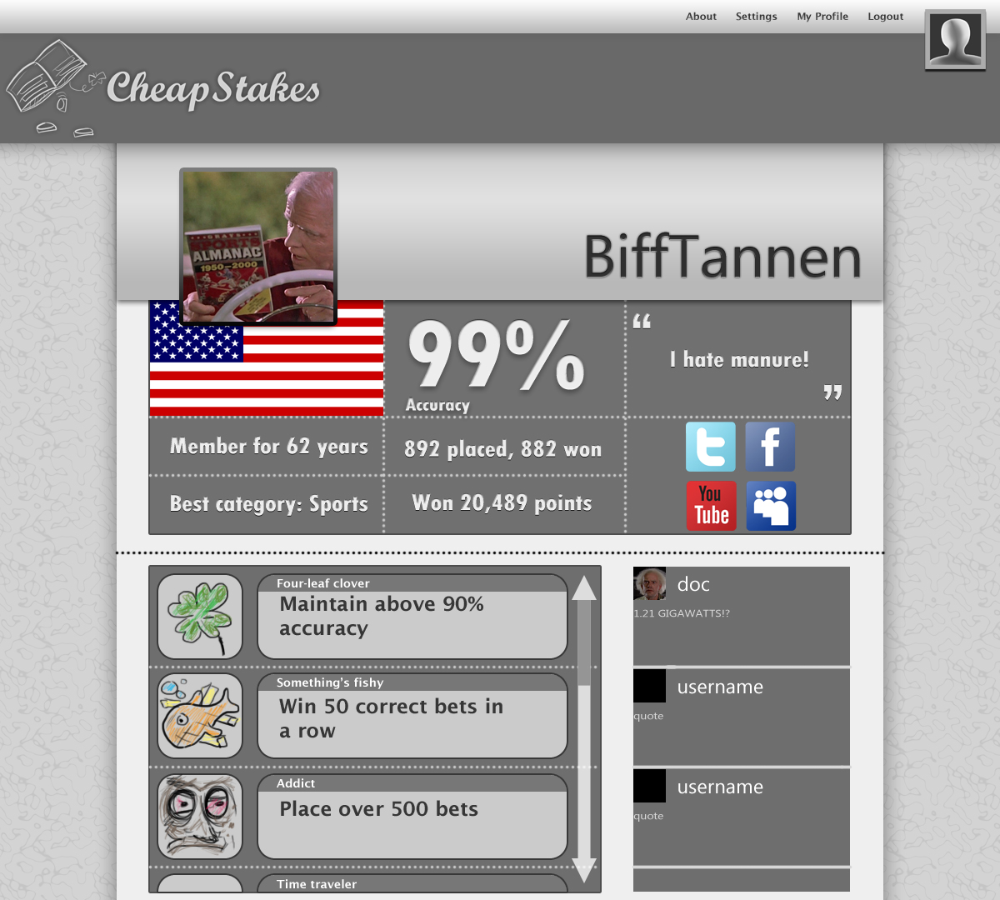 About Settings My Profile Logout
CheapStakes
GRAYS
SPORTS
ALMANAC
1950-2000
BiffTannen
99%
Accuracy
“
I hate manure!
”
Member for 62 years
892 placed, 882 won
Best category: Sports
Won 20,489 points
t f
You
Tube
Four-leaf clover
Maintain above 90%
accuracy
Something's fishy
Win 50 correct bets in
a row
Addict
Place over 500 bets
Time traveler
doc
1.21 GIGAWATTS!?
username
quote
username
quote